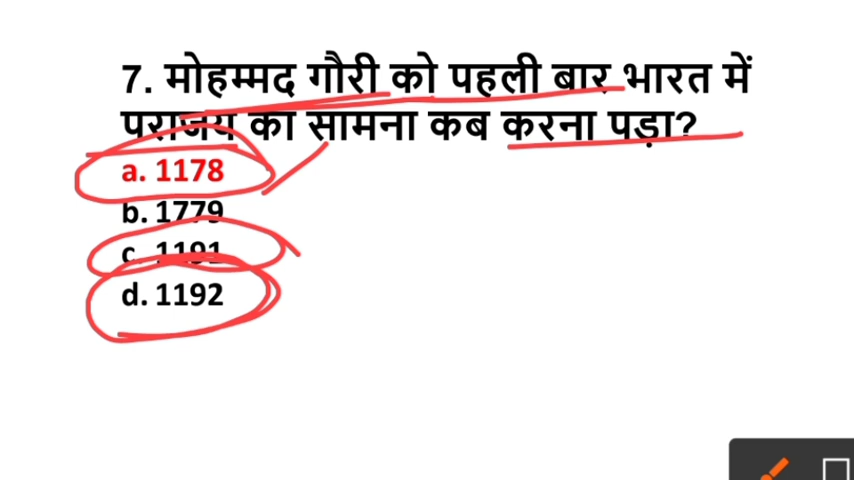 7. मोहम्मद गौरी को पहली बार भारत में
पराजय का सामना कब करना पड़ा?
a. 1178
b. 1779
c. 1191
d. 1192